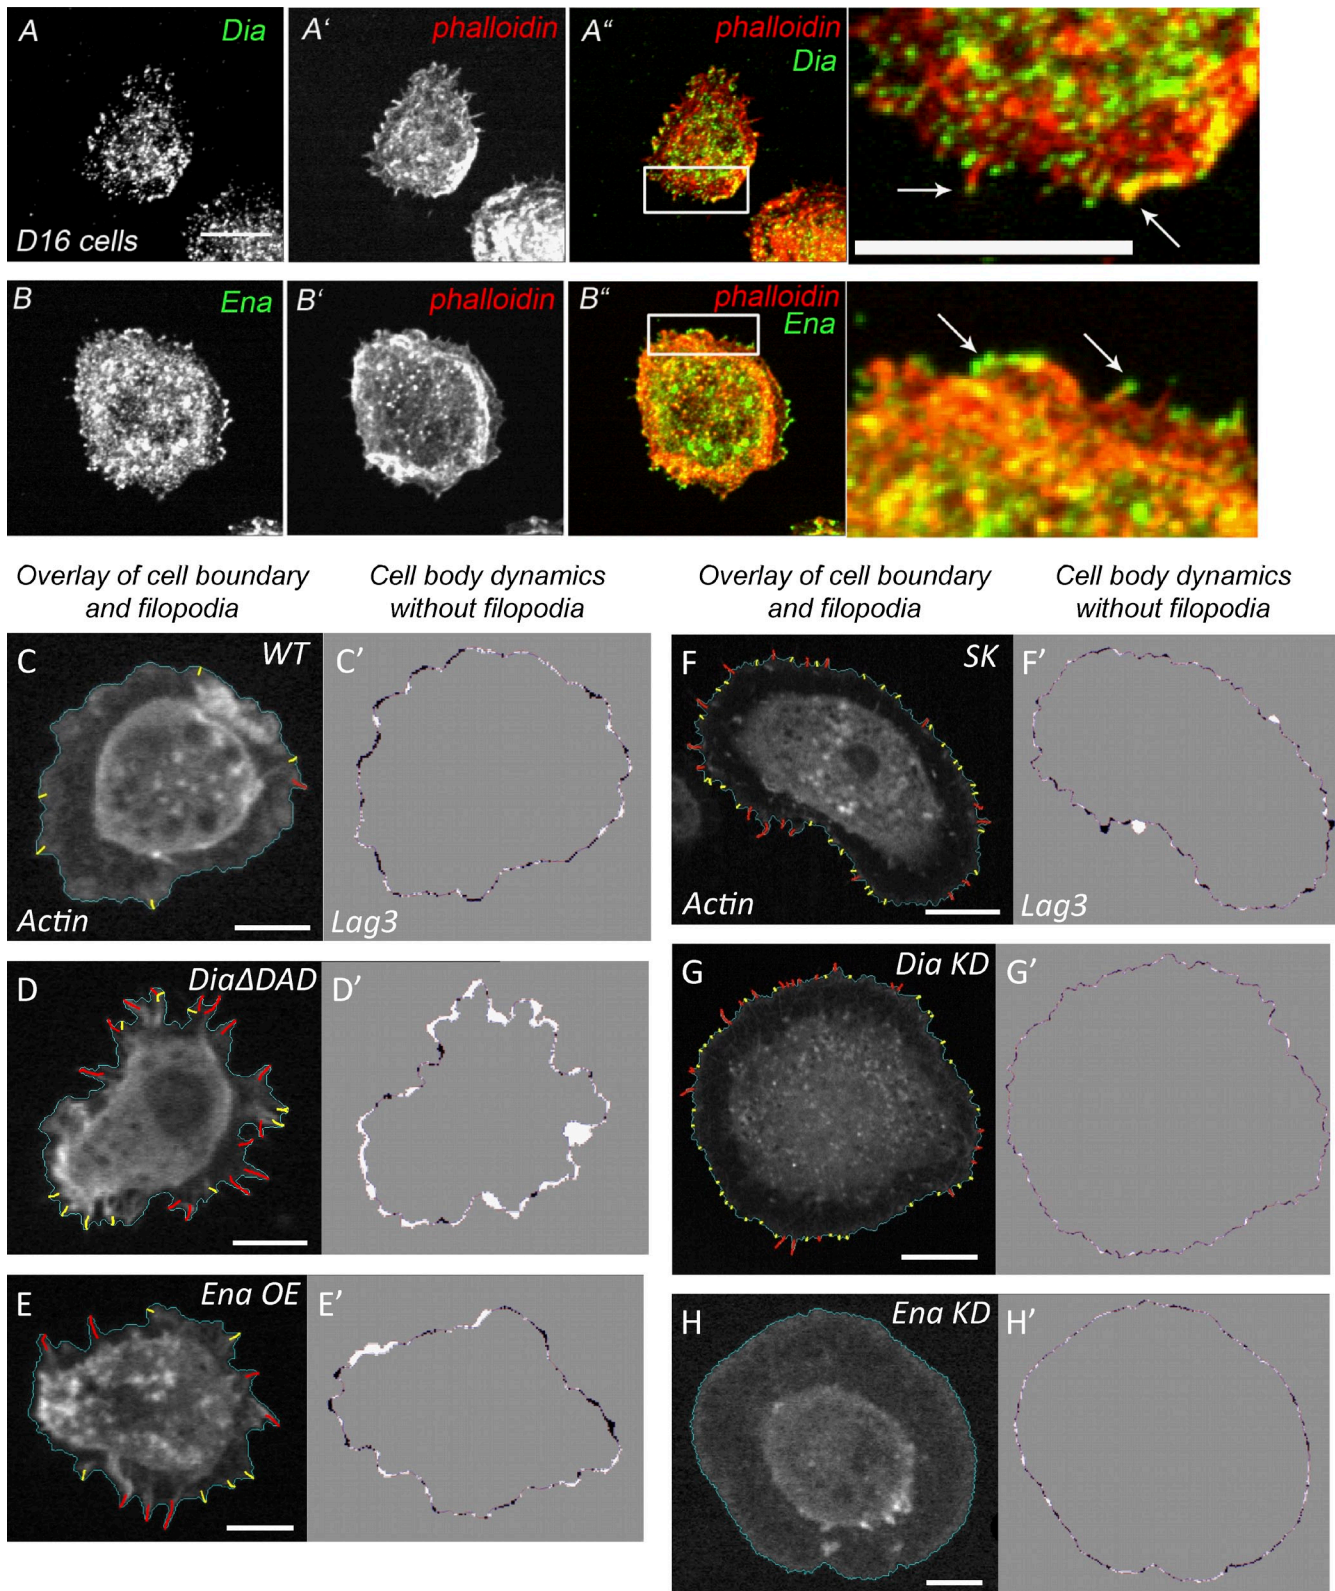 A Dia
D16 cells
A‘ phalloidin
A“ phalloidin
Dia
B Ena
B‘ phalloidin
B“ phalloidin
Ena
Overlay of cell boundary
and filopodia
Cell body dynamics
without filopodia
Overlay of cell boundary
and filopodia
Cell body dynamics
without filopodia
C WT
Actin
C’
Lag3
F SK
Actin
F’
Lag3
D DiaΔDAD
D’
G Dia KD
G’
E Ena OE
E’
H Ena KD
H’